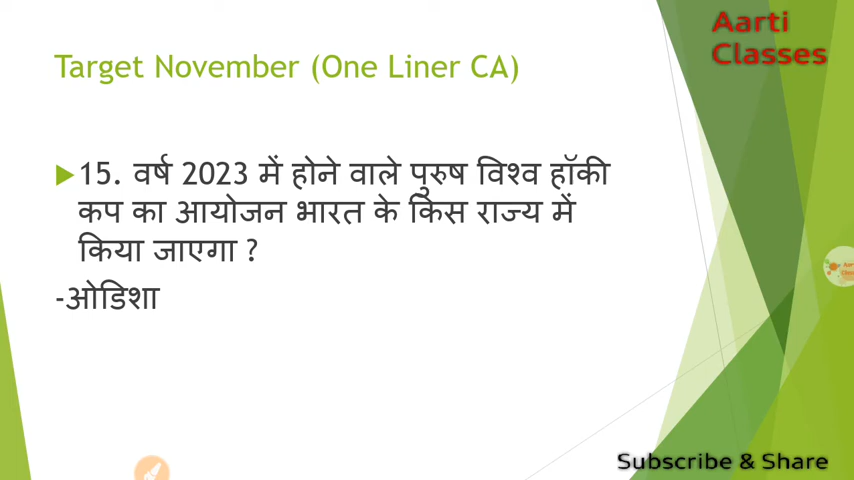 Aarti
Classes
Target November (One Liner CA)
15. वर्ष 2023 में होने वाले पुरुष विश्व हॉकी
कप का आयोजन भारत के किस राज्य में
किया जाएगा ?
-ओडिशा
Subscribe & Share